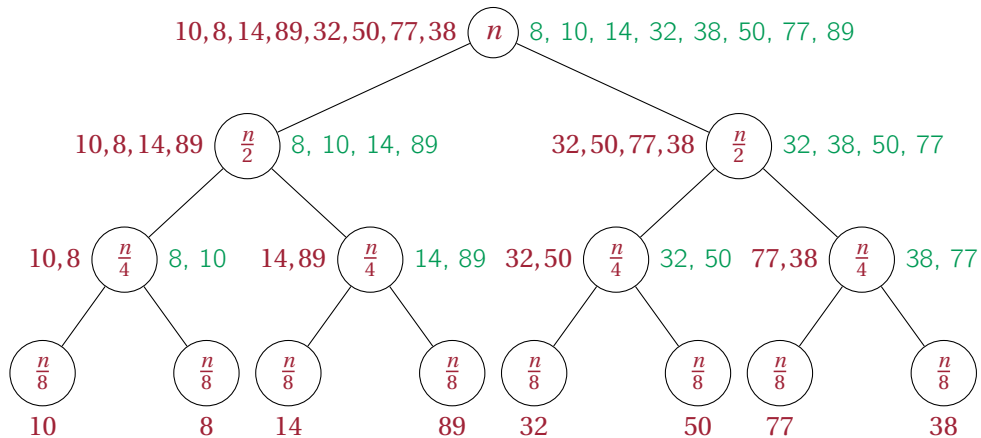 10,8,14,89,32,50,77,38 n 8, 10, 14, 32, 38, 50, 77, 89
10,8,14,89 n/2 8, 10, 14, 89 32,50,77,38 n/2 32, 38, 50, 77
10,8 n/4 8, 10 14,89 n/4 14, 89 32,50 n/4 32, 50 77,38 n/4 38, 77
n/8 n/8 n/8 n/8 n/8 n/8 n/8 n/8
10 8 14 89 32 50 77 38